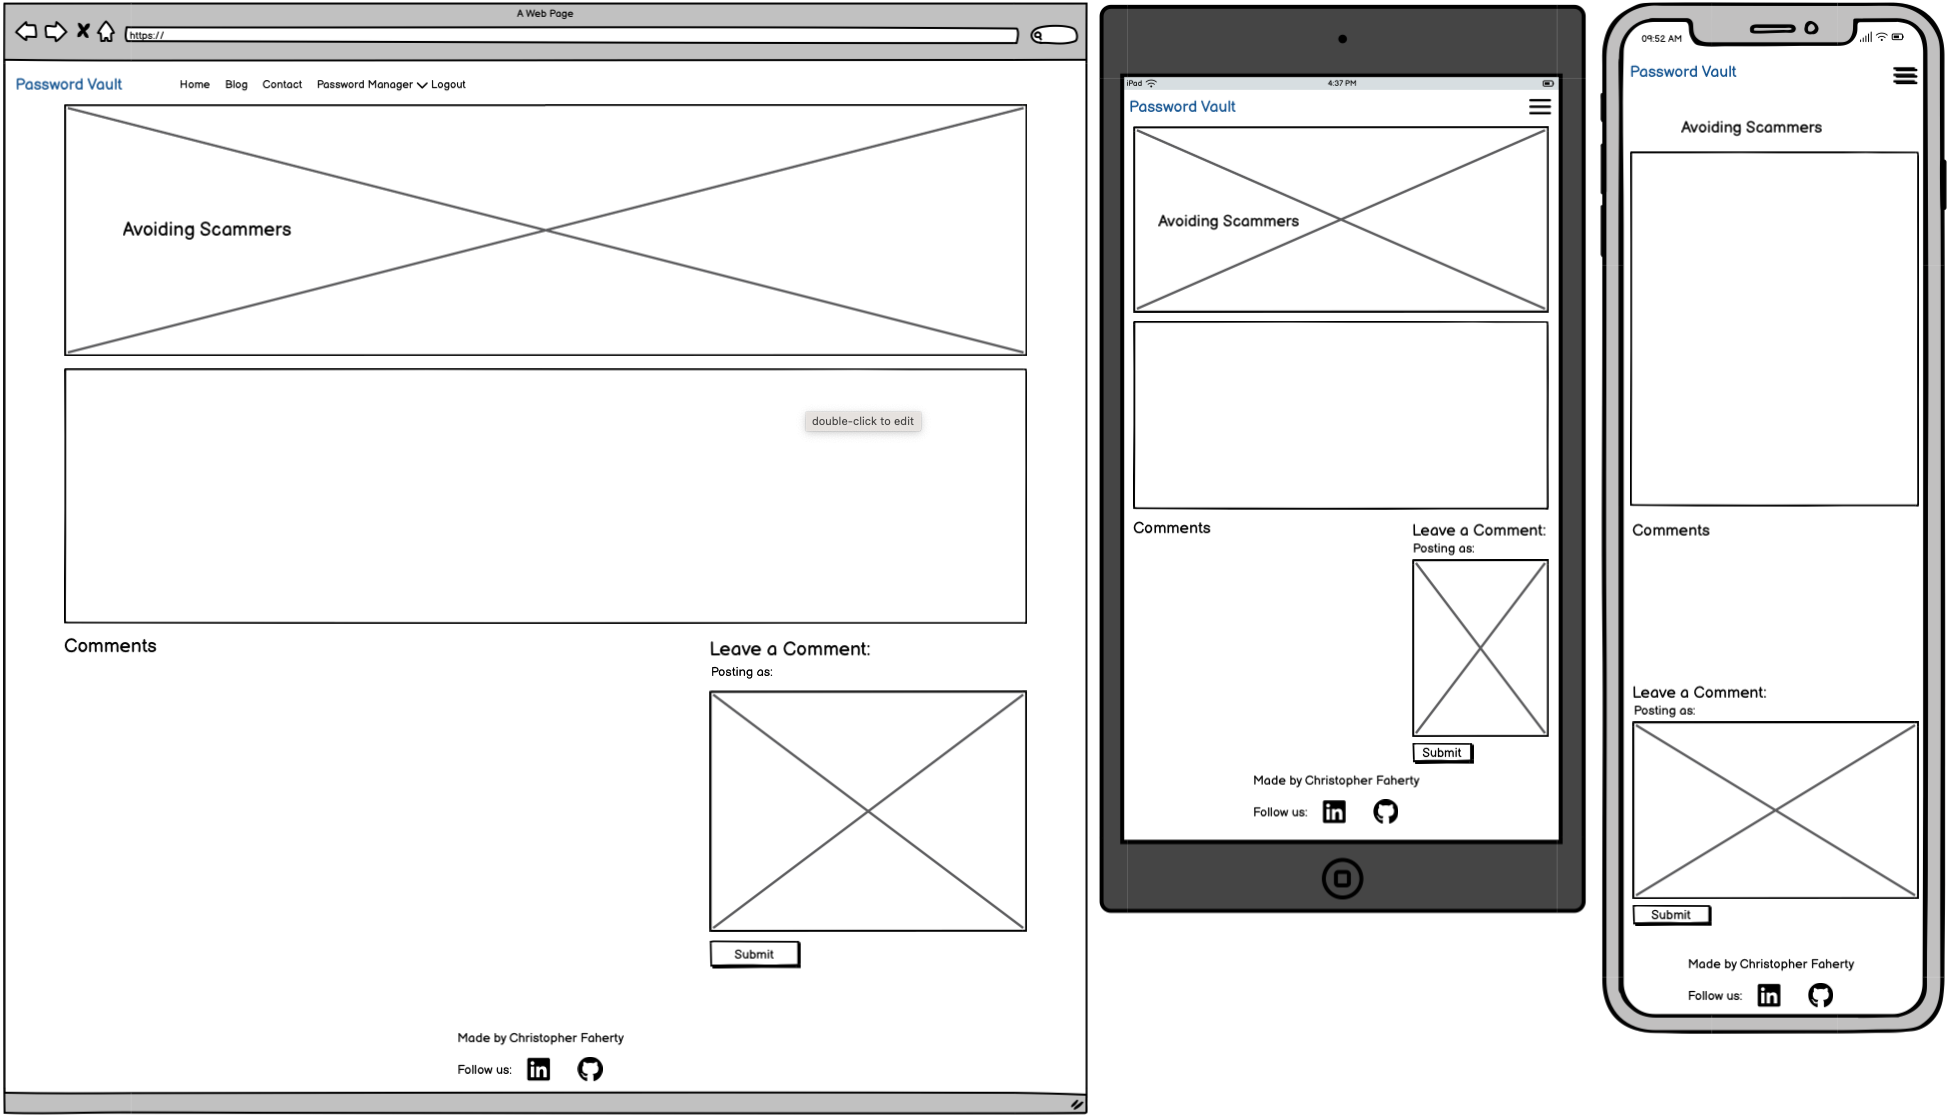 A Web Page
https://
Password Vault Home Blog Contact Password Manager Logout
Avoiding Scammers
double-click to edit
Comments
Leave a Comment:
Posting as:
Submit
Made by Christopher Faherty
Follow us: in
iPad 4:37 PM
Password Vault
Avoiding Scammers
Comments
Leave a Comment:
Posting as:
Submit
Made by Christopher Faherty
Follow us: in
09:52 AM
Password Vault
Avoiding Scammers
Comments
Leave a Comment:
Posting as:
Submit
Made by Christopher Faherty
Follow us: in